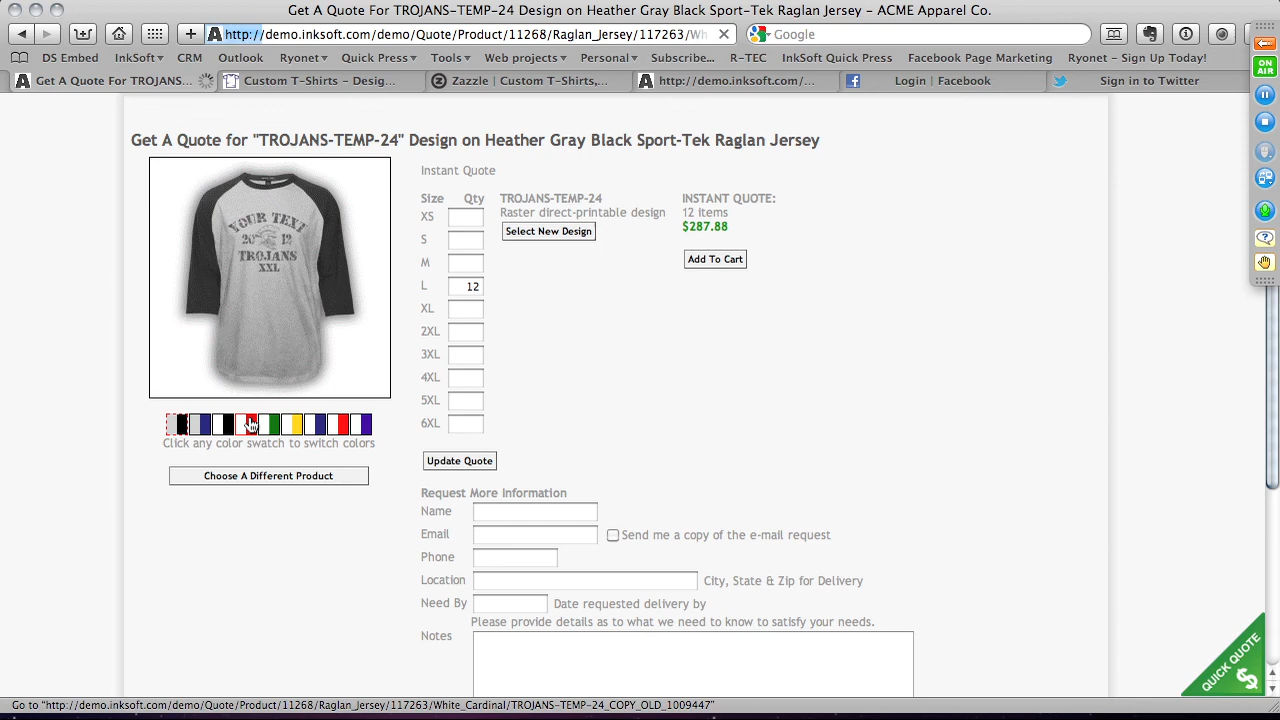 Get A Quote For TROJANS-TEMP-24 Design on Heather Gray Black Sport-Tek Raglan Jersey – ACME Apparel Co.
http://demo.inksoft.com/demo/Quote/Product/11268/Raglan_Jersey/117263/Wh
Google
DS Embed InkSoft CRM Outlook Ryonet Quick Press Tools Web projects Personal Subscribe... R-TEC InkSoft Quick Press Facebook Page Marketing Ryonet - Sign Up Today!
Get A Quote For TROJANS... Custom T-Shirts - Desig... Zazzle | Custom T-Shirts,... http://demo.inksoft.com/... Login | Facebook Sign in to Twitter
ON AIR
Get A Quote for "TROJANS-TEMP-24" Design on Heather Gray Black Sport-Tek Raglan Jersey
YOUR TEXT
20 12
TROJANS
XXL
Click any color swatch to switch colors
Choose A Different Product
Instant Quote
Size Qty TROJANS-TEMP-24 INSTANT QUOTE:
XS Raster direct-printable design 12 items
Select New Design $287.88
S
M Add To Cart
L 12
XL
2XL
3XL
4XL
5XL
6XL
Update Quote
Request More Information
Name
Email Send me a copy of the e-mail request
Phone
Location City, State & Zip for Delivery
Need By Date requested delivery by
Please provide details as to what we need to know to satisfy your needs.
Notes
QUICK QUOTE
$
Go to "http://demo.inksoft.com/demo/Quote/Product/11268/Raglan_Jersey/117263/White_Cardinal/TROJANS-TEMP-24_COPY_OLD_1009447"